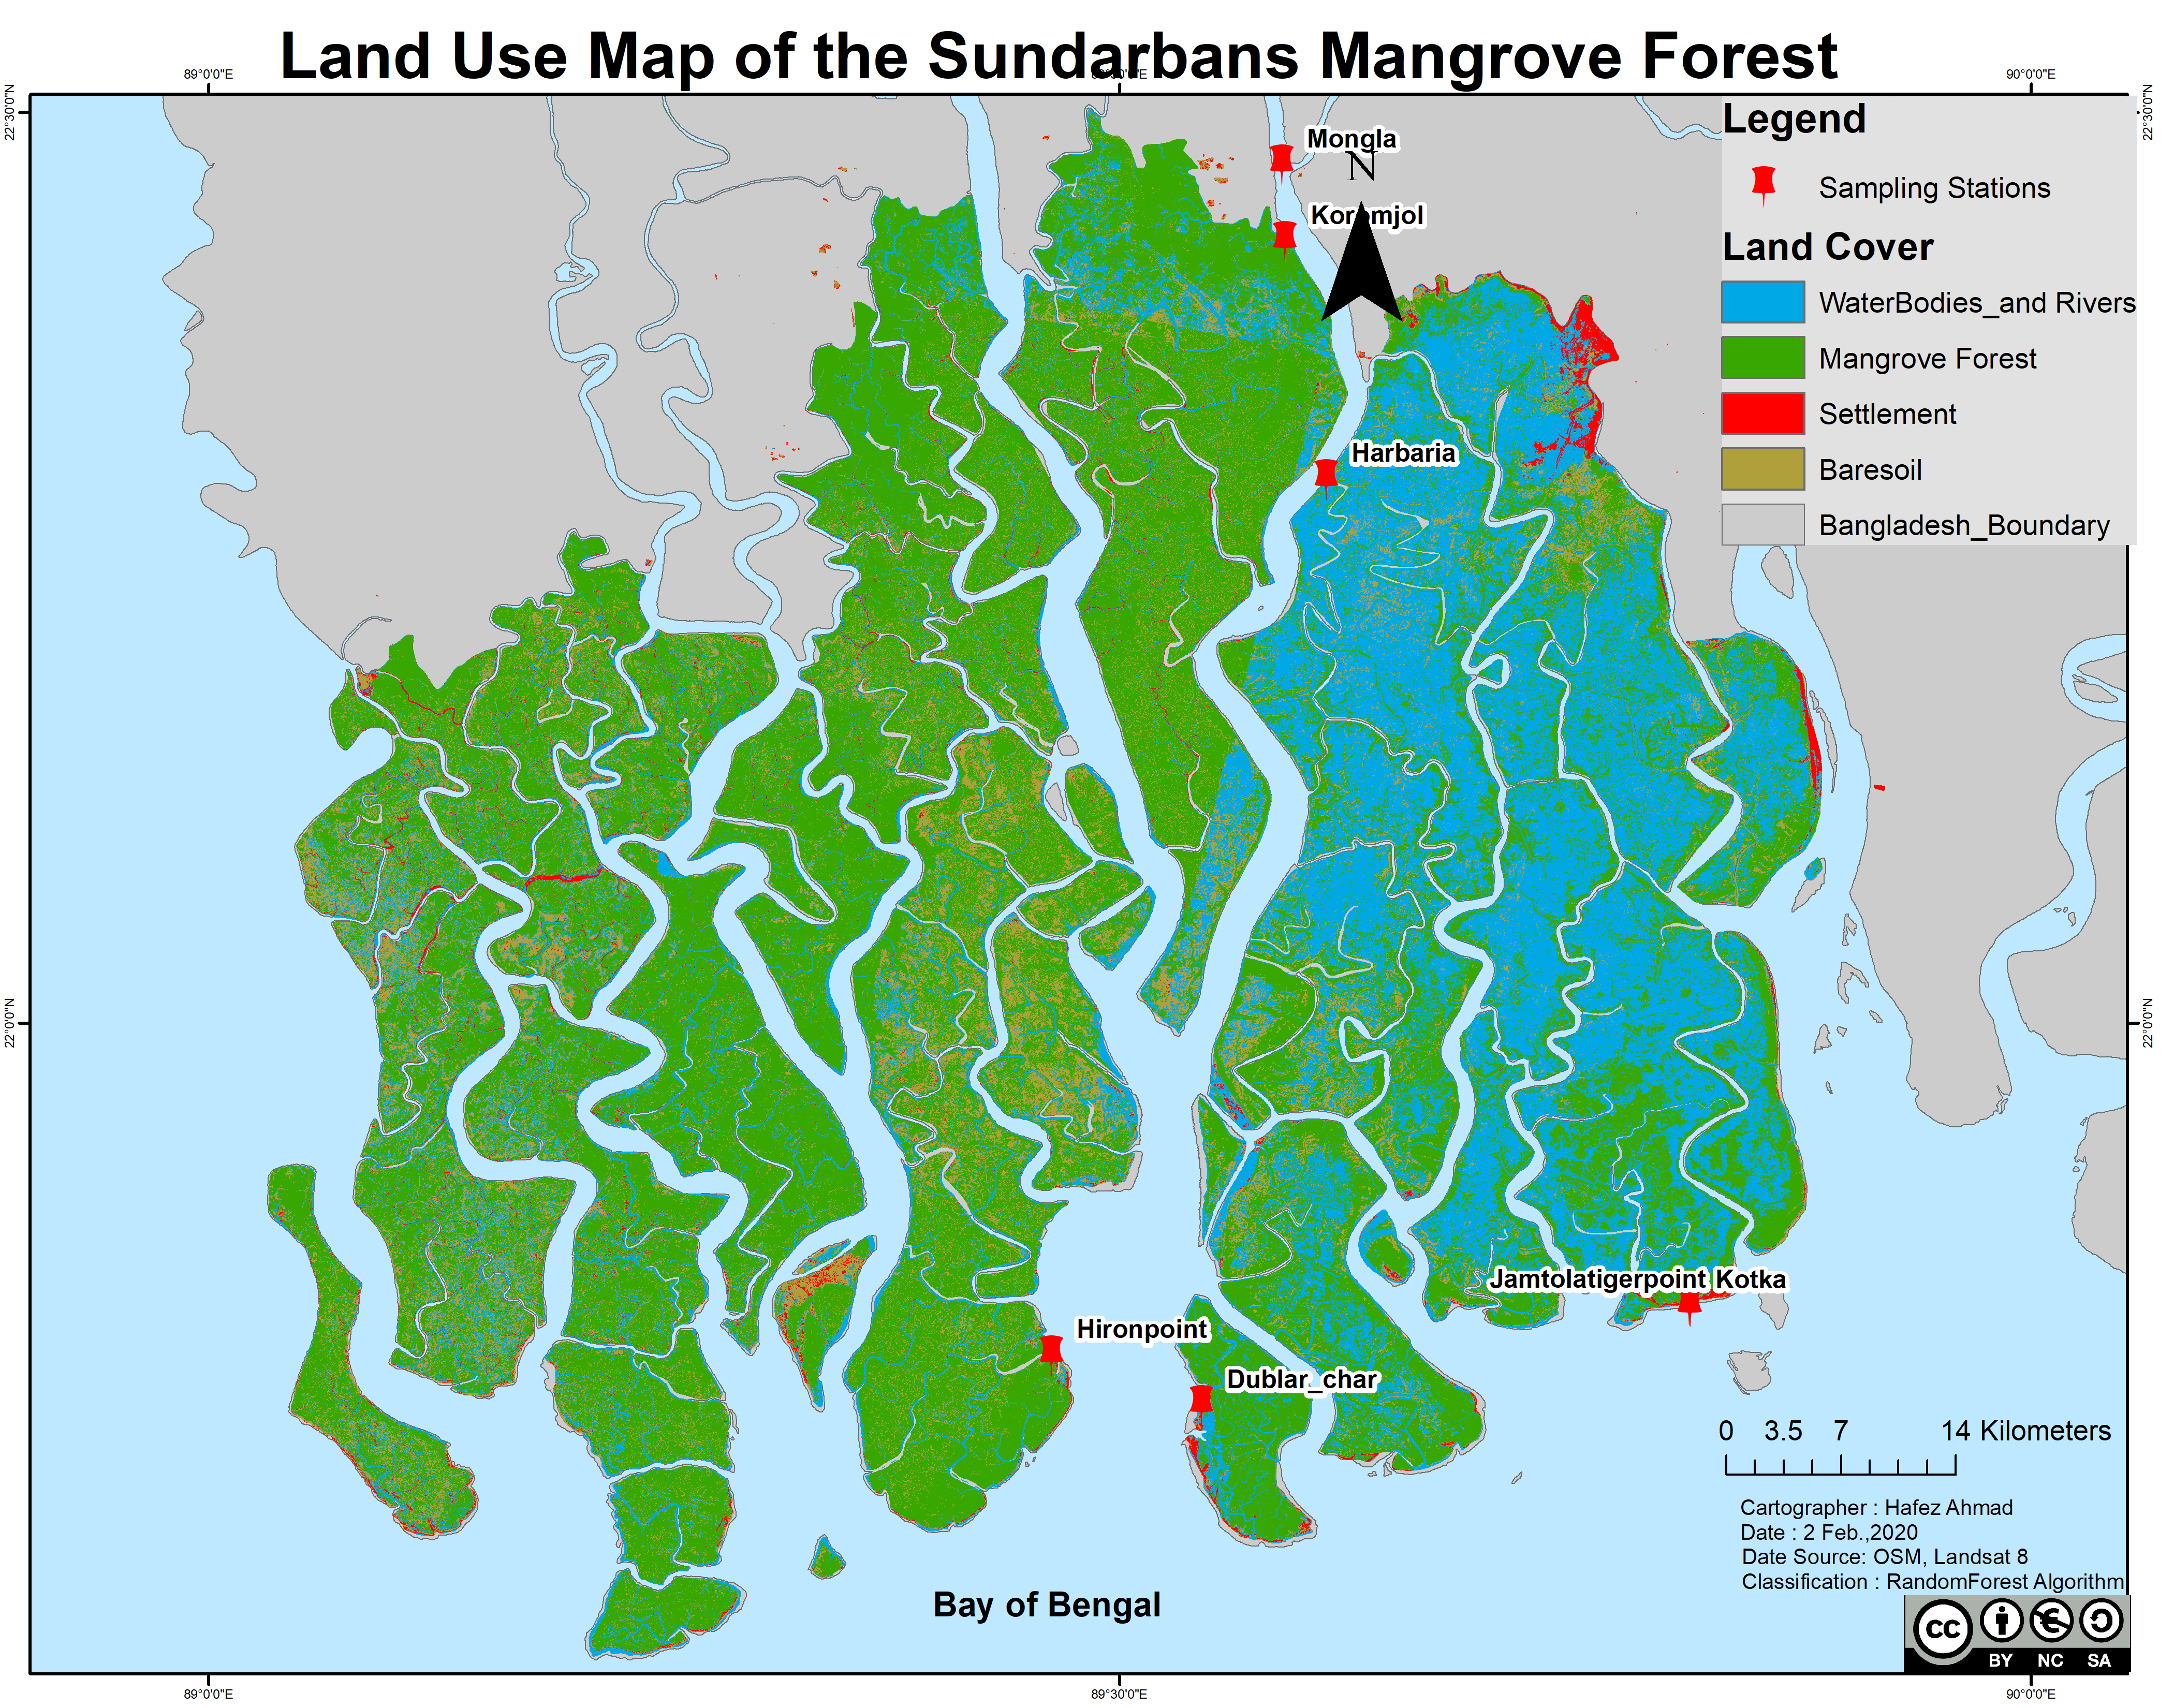 Land Use Map of the Sundarbans Mangrove Forest
89°0'0"E
89°30'0"E
90°0'0"E
22°30'0"N
22°30'0"N
Legend
Sampling Stations
Land Cover
WaterBodies_and Rivers
Mangrove Forest
Settlement
Baresoil
Bangladesh_Boundary
Mongla
N
Koromjol
Harbaria
22°0'0"N
22°0'0"N
Jamtolatigerpoint Kotka
Hironpoint
Dublar_char
0 3.5 7 14 Kilometers
Cartographer : Hafez Ahmad
Date : 2 Feb.,2020
Date Source: OSM, Landsat 8
Classification : RandomForest Algorithm
Bay of Bengal
cc
BY NC SA
89°0'0"E
89°30'0"E
90°0'0"E